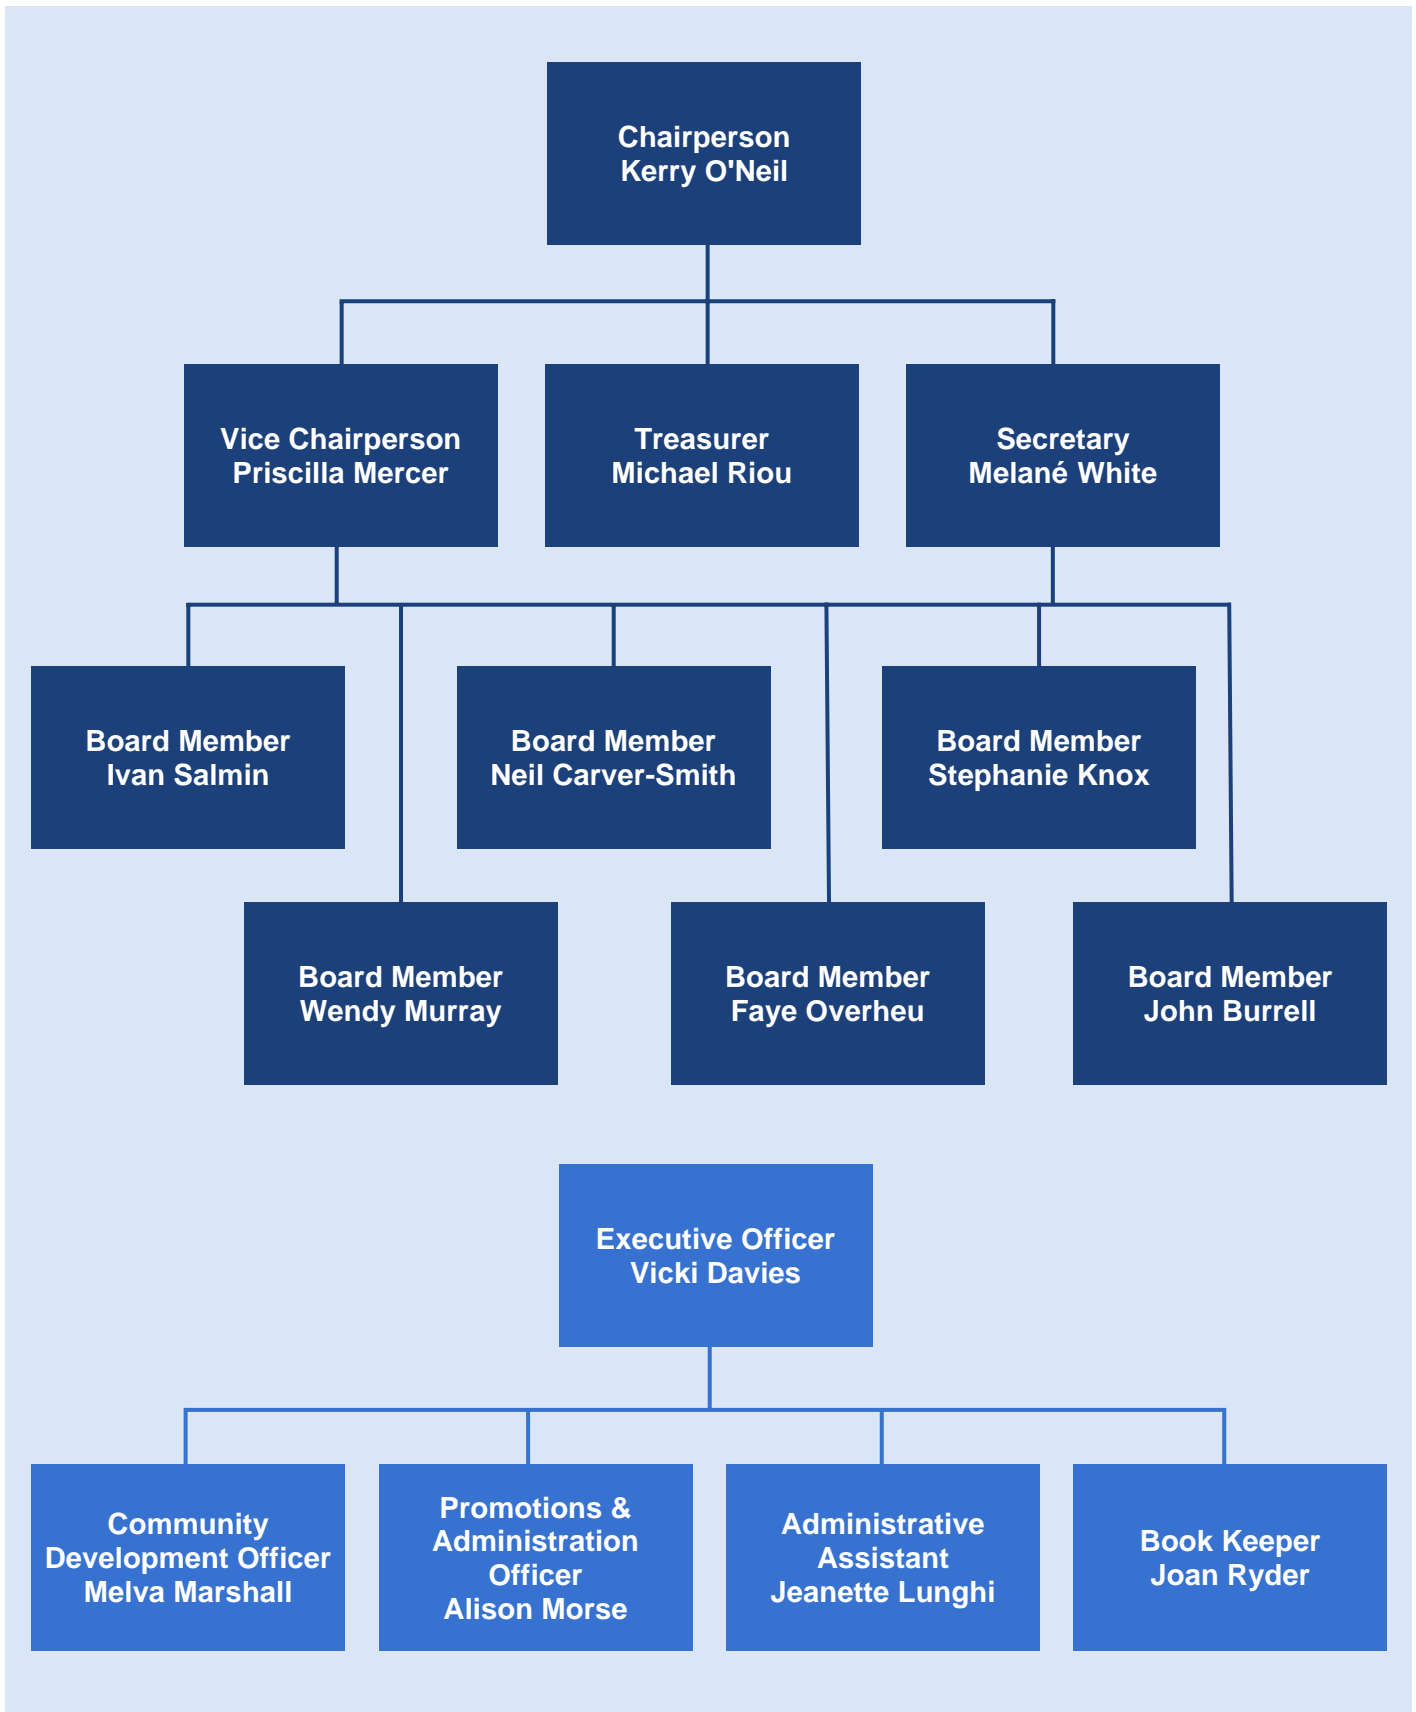 Chairperson
Kerry O'Neil
Vice Chairperson
Priscilla Mercer
Treasurer
Michael Riou
Secretary
Melané White
Board Member
Ivan Salmin
Board Member
Neil Carver-Smith
Board Member
Stephanie Knox
Board Member
Wendy Murray
Board Member
Faye Overheu
Board Member
John Burrell
Executive Officer
Vicki Davies
Community
Development Officer
Melva Marshall
Promotions &
Administration
Officer
Alison Morse
Administrative
Assistant
Jeanette Lunghi
Book Keeper
Joan Ryder